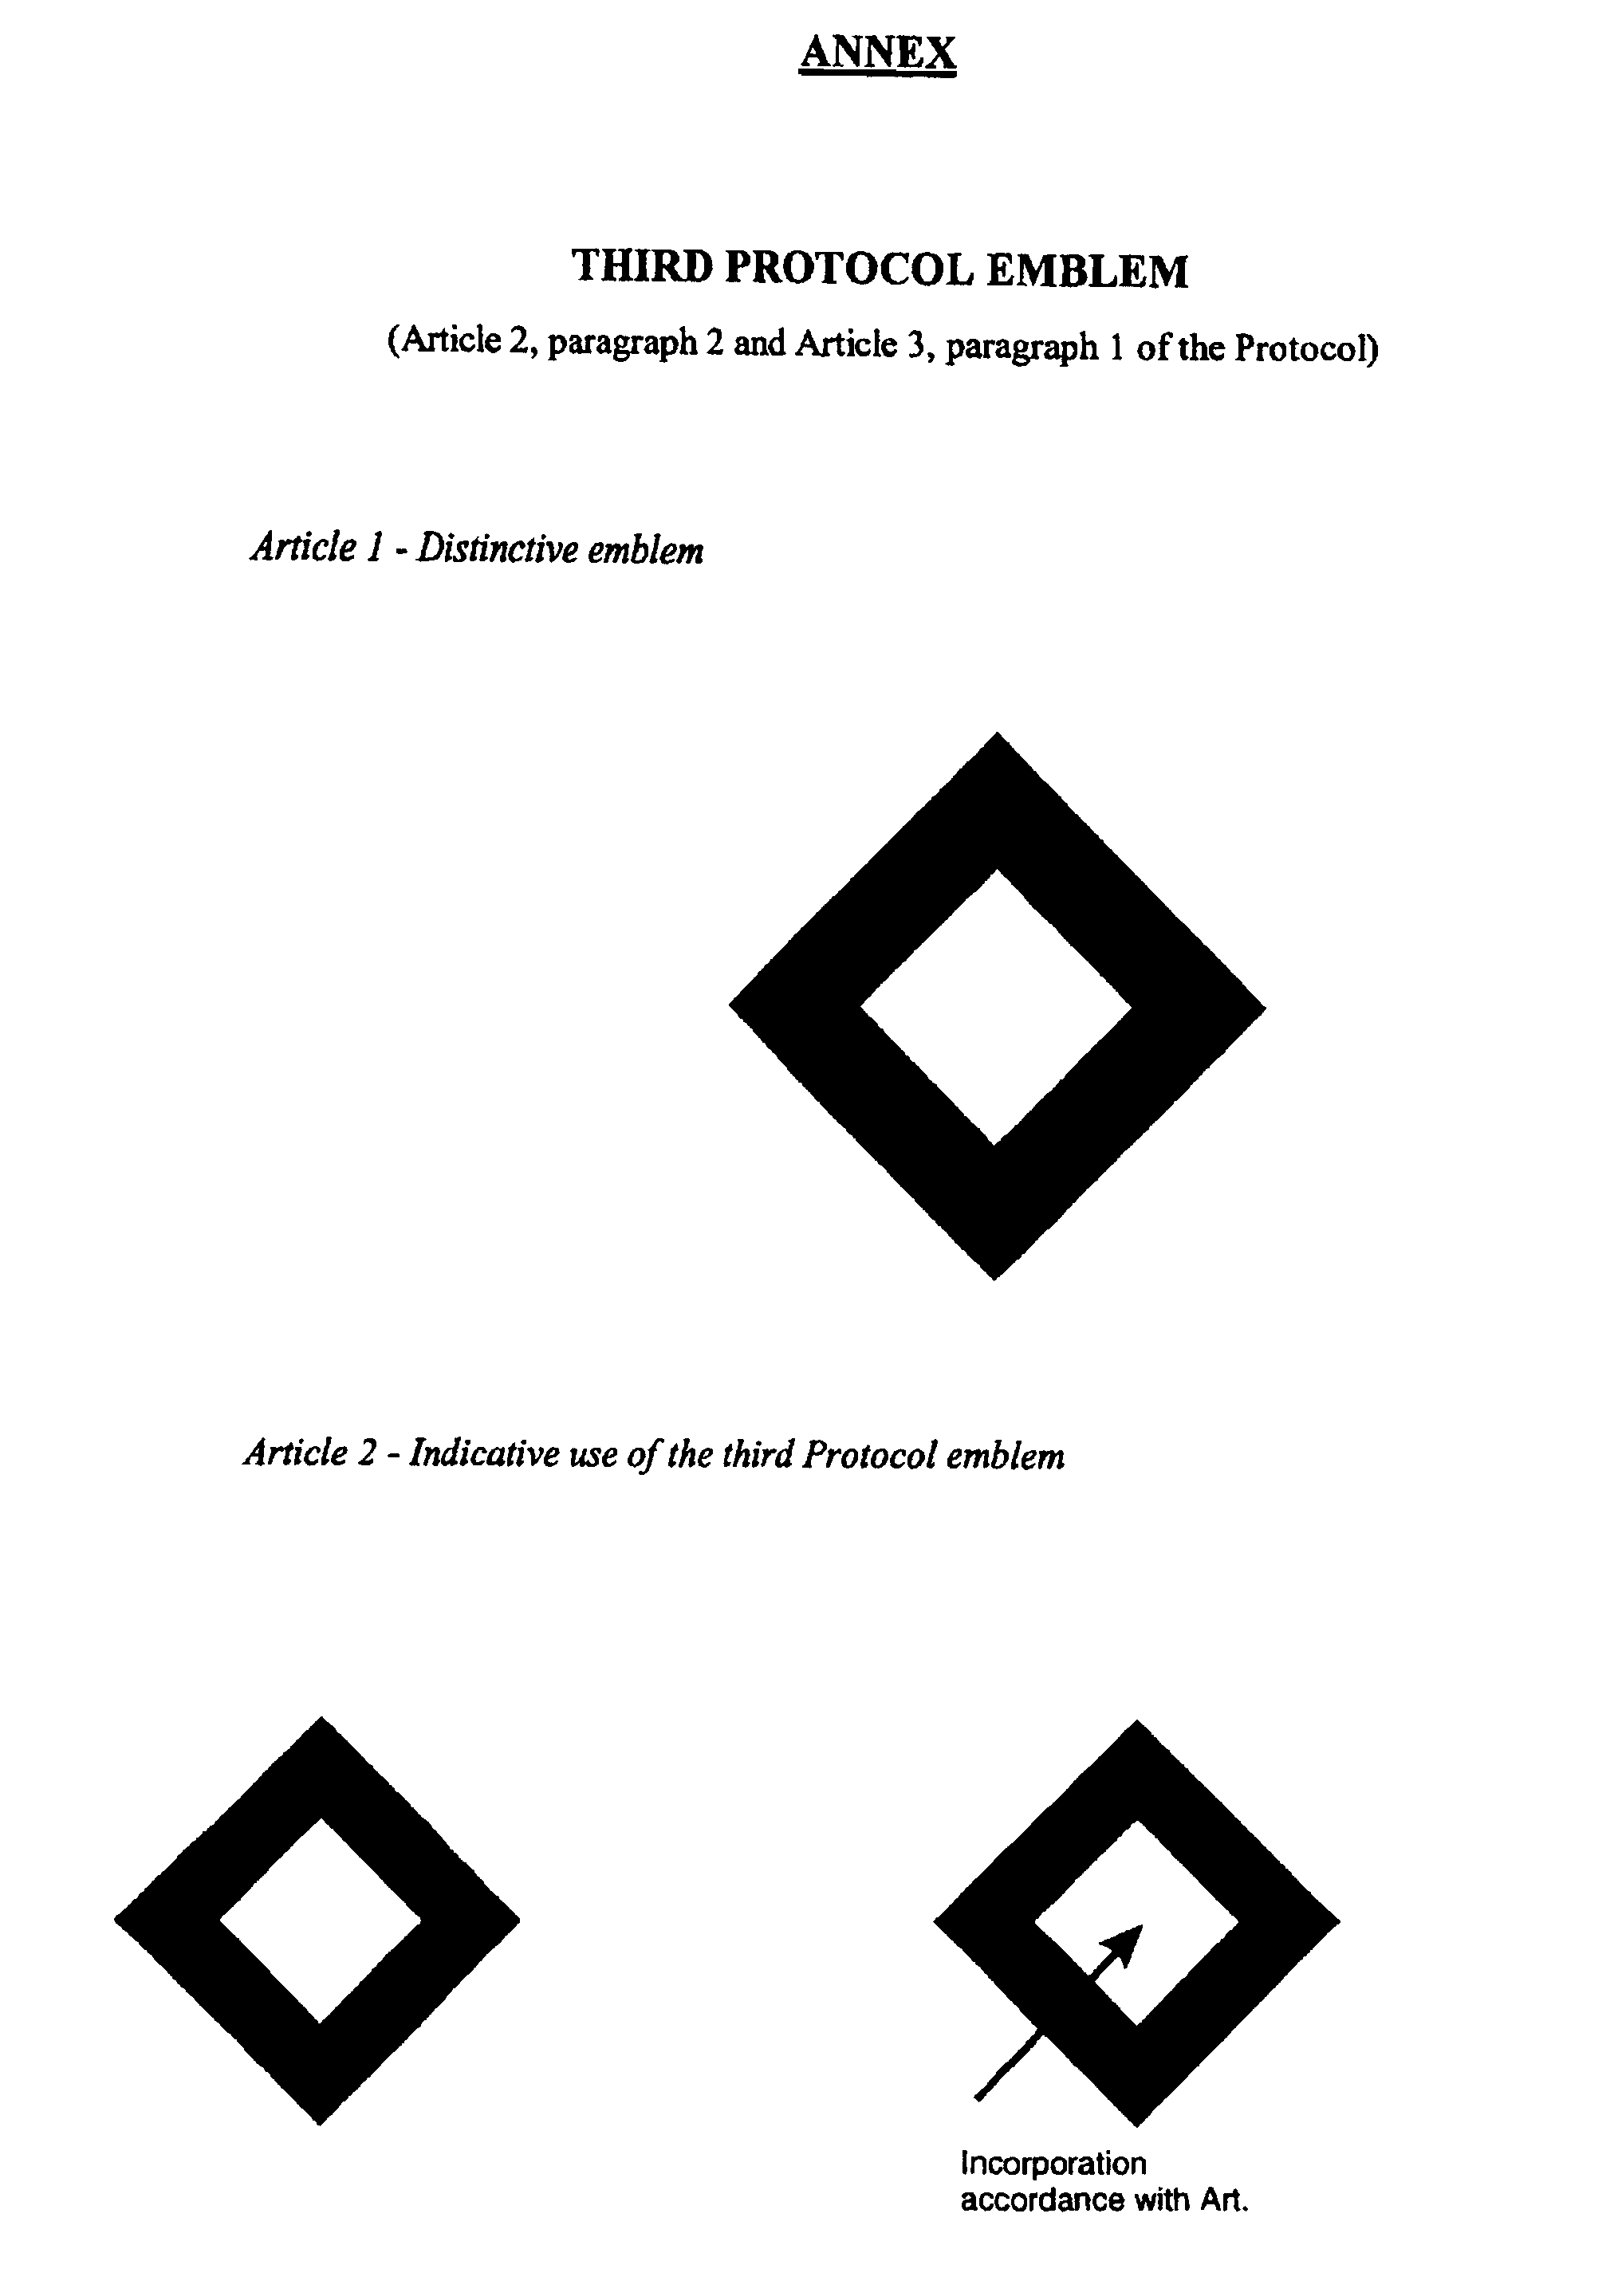 ANNEX
THIRD PROTOCOL EMBLEM
(Article 2, paragraph 2 and Article 3, paragraph 1 of the Protocol)
Article 1 - Distinctive emblem
Article 2 - Indicative use of the third Protocol emblem
Incorporation
accordance with Art.